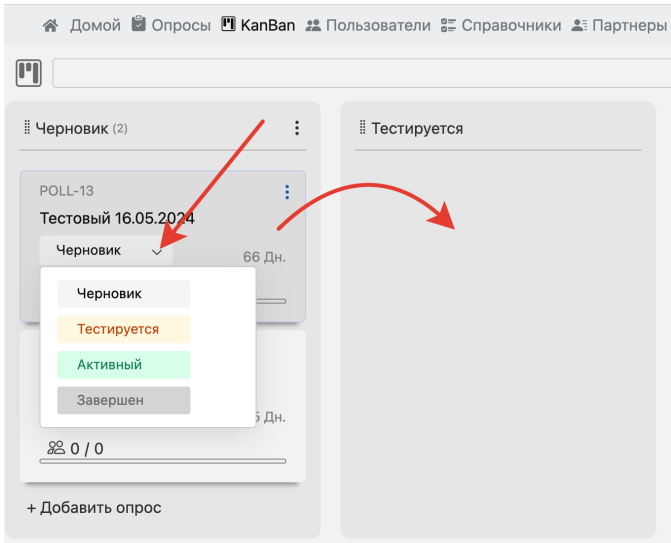 Домой Опросы KanBan Пользователи Справочники Партнеры
Черновик (2)
Тестируется
POLL-13
Тестовый 16.05.2024
Черновик
66 Дн.
Черновик
Тестируется
Активный
Завершен
Дн.
0 / 0
+ Добавить опрос